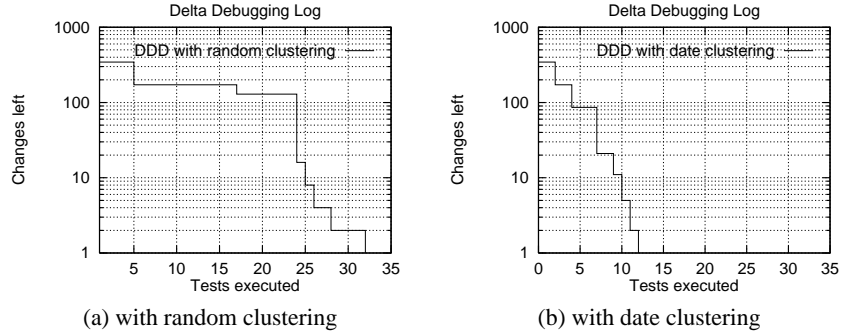 Delta Debugging Log
1000
100
10
1
Changes left
DDD with random clustering
5 10 15 20 25 30 35
Tests executed
(a) with random clustering
Delta Debugging Log
1000
100
10
1
Changes left
DDD with date clustering
0 5 10 15 20 25 30 35
Tests executed
(b) with date clustering